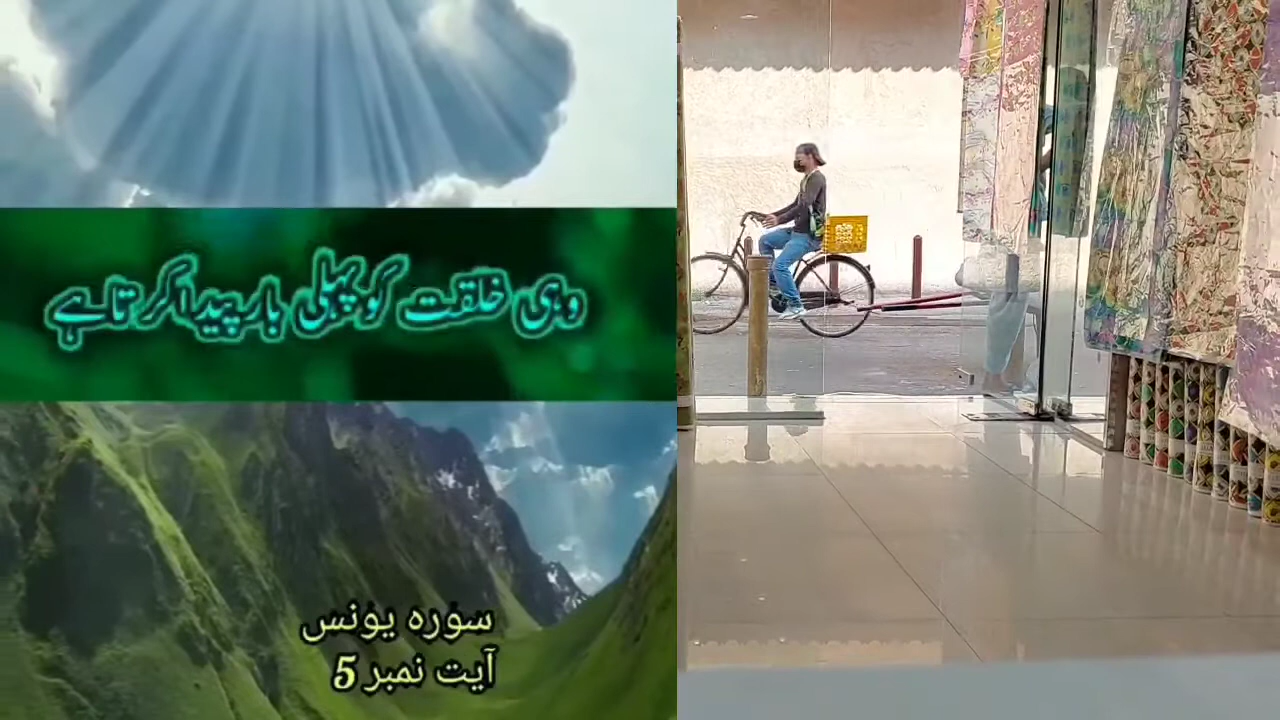 وہی خلقت کو پہلی بار پیدا کرتا ہے
سورہ یونس
آیت نمبر 5